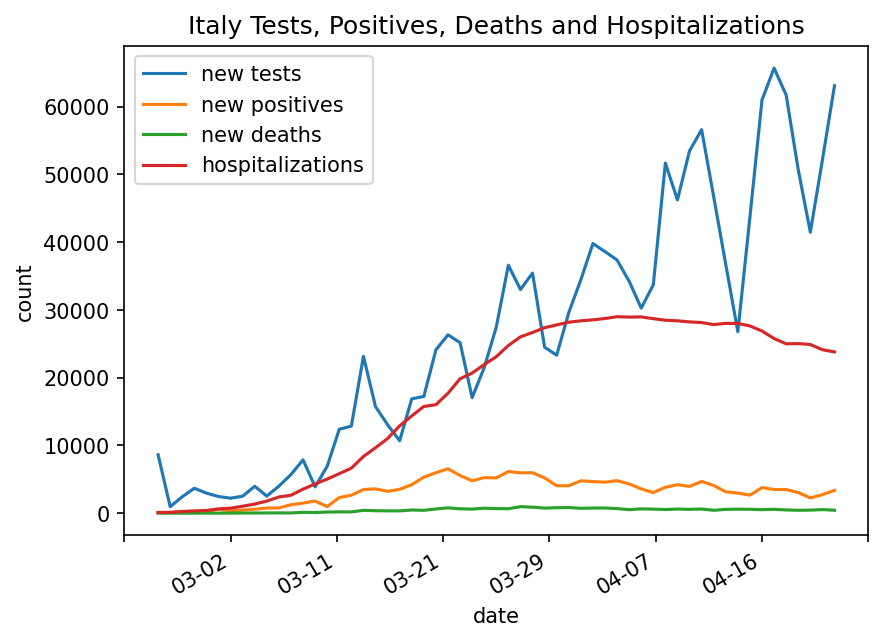 Italy Tests, Positives, Deaths and Hospitalizations
new tests
new positives
new deaths
hospitalizations
60000
50000
40000
30000
20000
10000
0
count
03-02
03-11
03-21
03-29
04-07
04-16
date